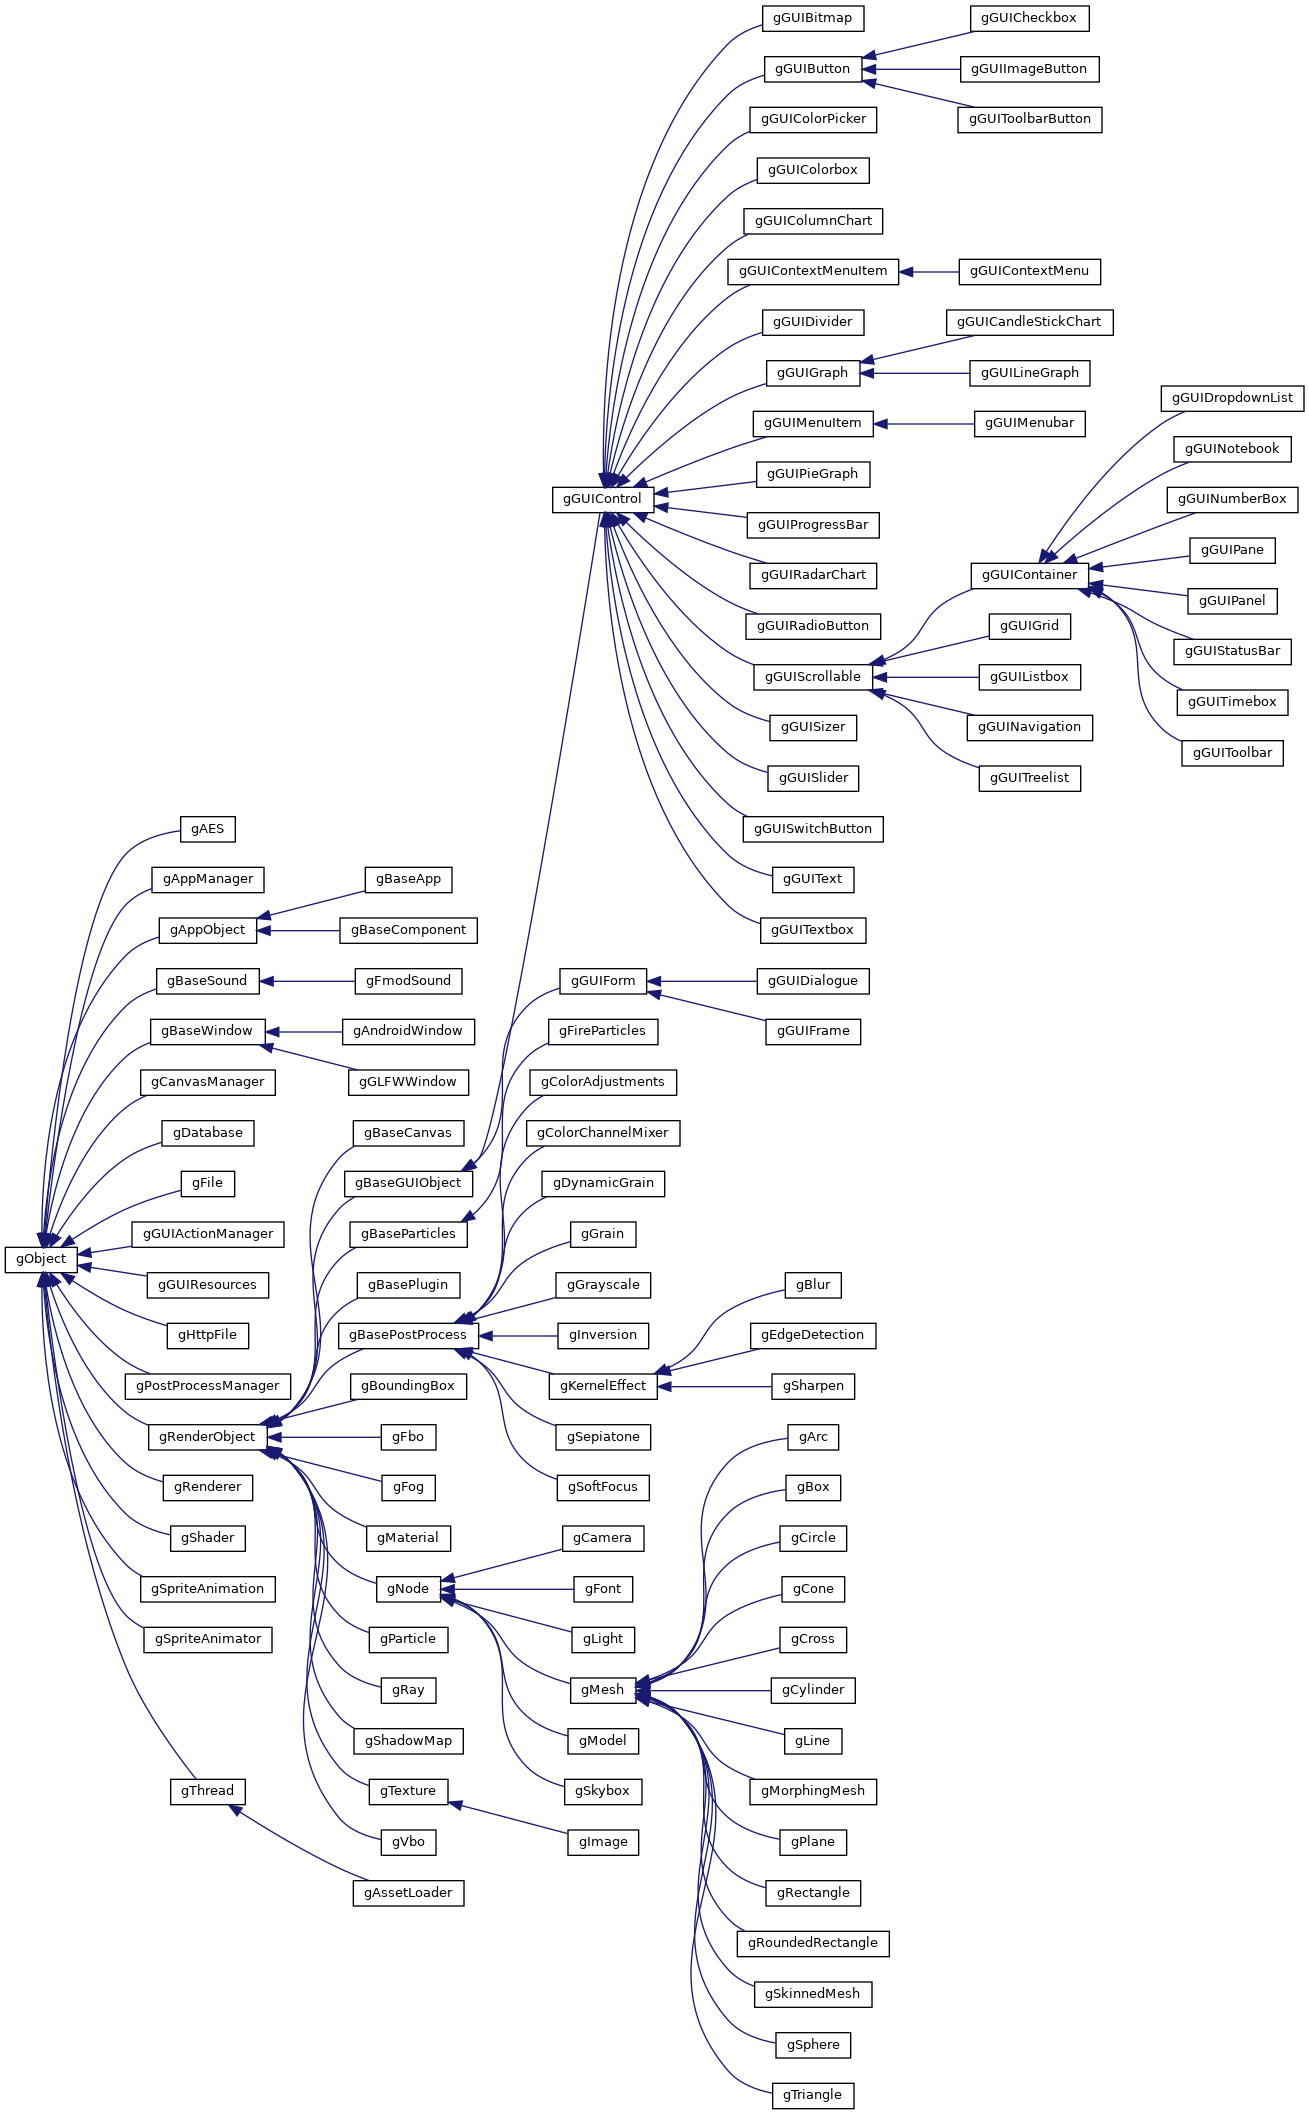 gObject
gAES
gAppManager
gAppObject
gBaseSound
gBaseWindow
gCanvasManager
gDatabase
gFile
gGUIActionManager
gGUIResources
gHttpFile
gPostProcessManager
gRenderObject
gRenderer
gShader
gSpriteAnimation
gSpriteAnimator
gThread
gBaseApp
gBaseComponent
gFmodSound
gAndroidWindow
gGLFWWindow
gBaseCanvas
gBaseGUIObject
gBaseParticles
gBasePlugin
gBasePostProcess
gBoundingBox
gFbo
gFog
gMaterial
gNode
gParticle
gRay
gShadowMap
gTexture
gVbo
gAssetLoader
gGUIControl
gGUIForm
gFireParticles
gColorAdjustments
gColorChannelMixer
gDynamicGrain
gGrain
gGrayscale
gInversion
gKernelEffect
gSepiatone
gSoftFocus
gCamera
gFont
gLight
gMesh
gModel
gSkybox
gImage
gGUIBitmap
gGUIButton
gGUIColorPicker
gGUIColorbox
gGUIColumnChart
gGUIContextMenuItem
gGUIDivider
gGUIGraph
gGUIMenuItem
gGUIPieGraph
gGUIProgressBar
gGUIRadarChart
gGUIRadioButton
gGUIScrollable
gGUISizer
gGUISlider
gGUISwitchButton
gGUIText
gGUITextbox
gGUIDialogue
gGUIFrame
gBlur
gEdgeDetection
gSharpen
gArc
gBox
gCircle
gCone
gCross
gCylinder
gLine
gMorphingMesh
gPlane
gRectangle
gRoundedRectangle
gSkinnedMesh
gSphere
gTriangle
gGUICheckbox
gGUIImageButton
gGUIToolbarButton
gGUIContextMenu
gGUICandleStickChart
gGUILineGraph
gGUIMenubar
gGUIContainer
gGUIGrid
gGUIListbox
gGUINavigation
gGUITreelist
gGUIDropdownList
gGUINotebook
gGUINumberBox
gGUIPane
gGUIPanel
gGUIStatusBar
gGUITimebox
gGUIToolbar